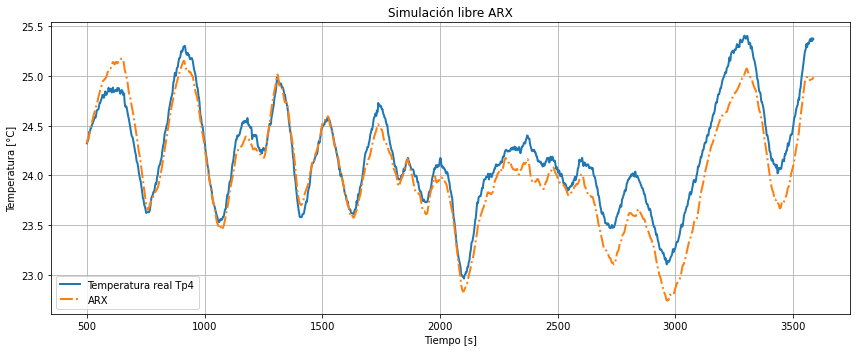 Simulación libre ARX
Temperatura [°C]
25.5
25.0
24.5
24.0
23.5
23.0
Temperatura real Tp4
ARX
500
1000
1500
2000
2500
3000
3500
Tiempo [s]